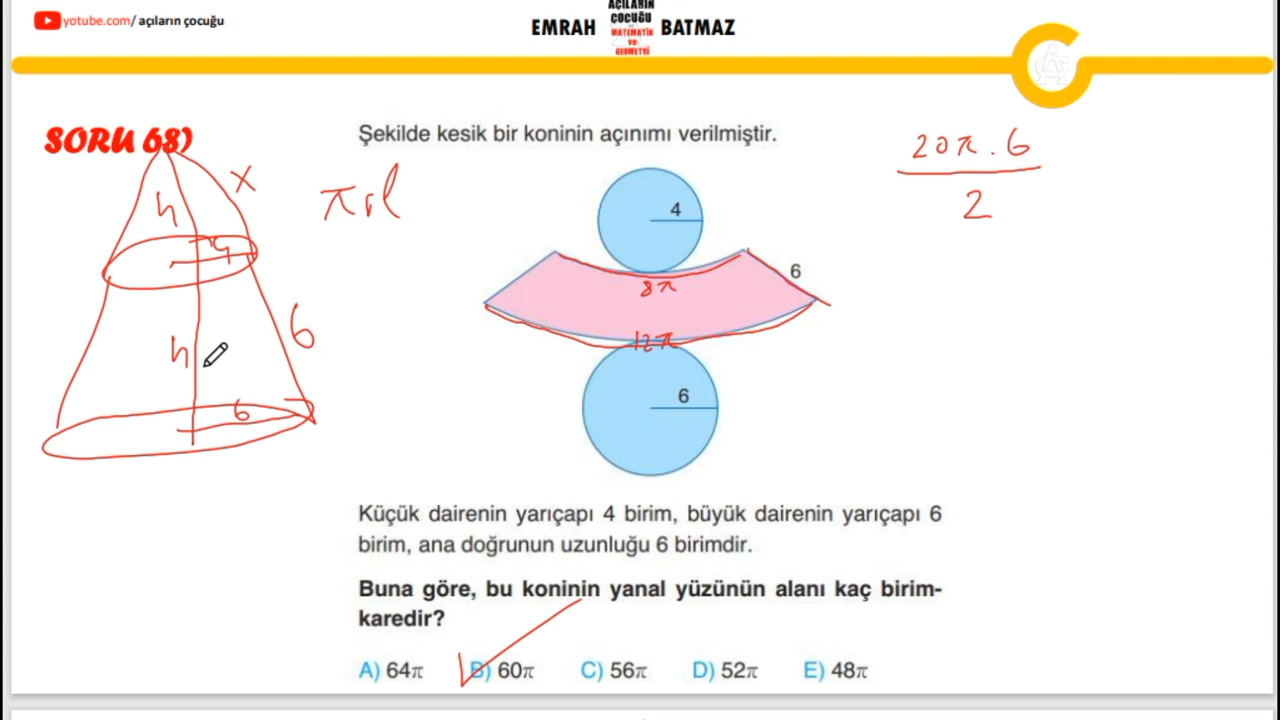 yotube.com/ açıların çocuğu
EMRAH AÇILARIN ÇOCUĞU MATEMATİK ve GEOMETRİ BATMAZ
SORU 68)
Şekilde kesik bir koninin açınımı verilmiştir.
20π . 6
2
x
h
4
πrl
4
6
8π
12π
6
h
6
6
Küçük dairenin yarıçapı 4 birim, büyük dairenin yarıçapı 6
birim, ana doğrunun uzunluğu 6 birimdir.
Buna göre, bu koninin yanal yüzünün alanı kaç birim-
karedir?
A) 64π B) 60π C) 56π D) 52π E) 48π